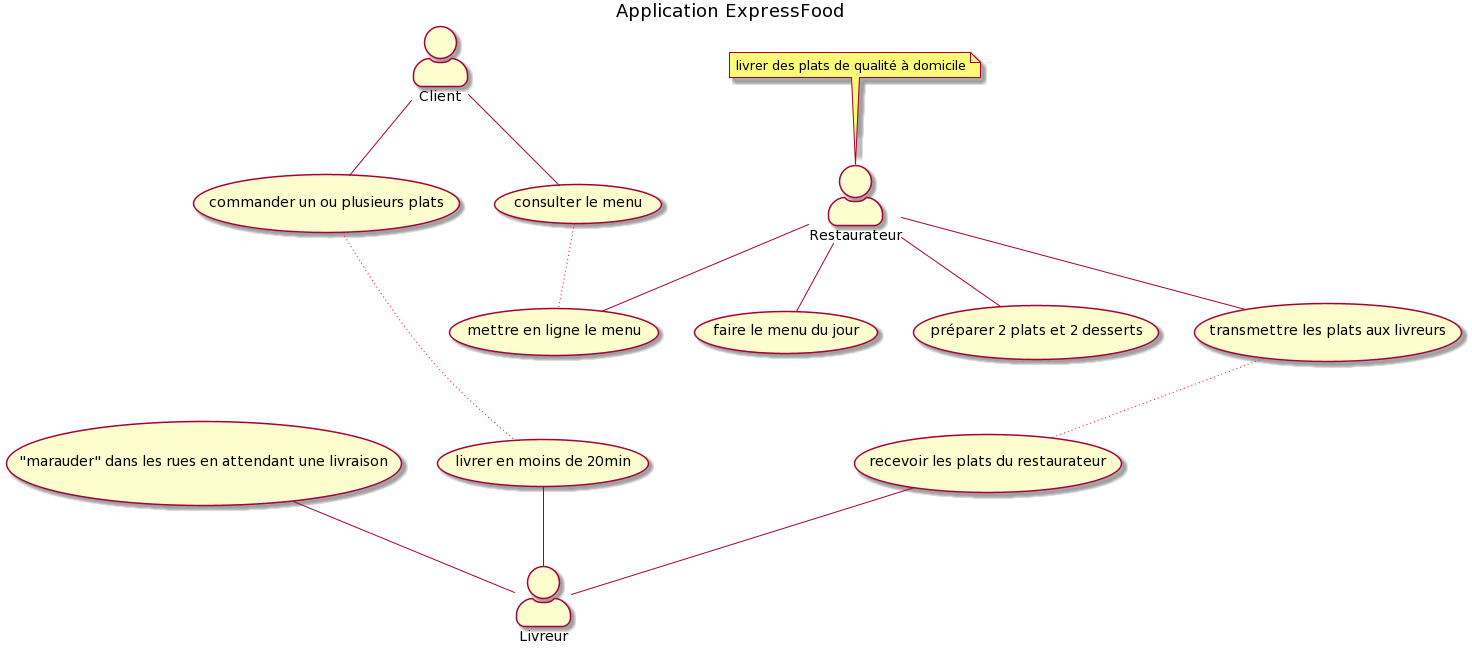 Application ExpressFood
livrer des plats de qualité à domicile
Client
commander un ou plusieurs plats
consulter le menu
Restaurateur
mettre en ligne le menu
faire le menu du jour
préparer 2 plats et 2 desserts
transmettre les plats aux livreurs
"marauder" dans les rues en attendant une livraison
livrer en moins de 20min
recevoir les plats du restaurateur
Livreur